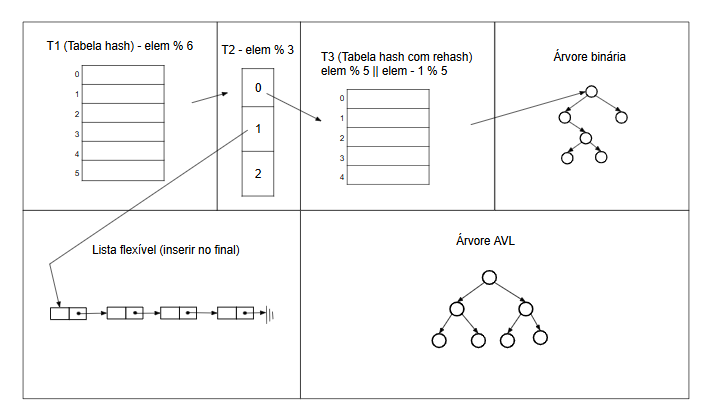 T1 (Tabela hash) - elem % 6
0
1
2
3
4
5
T2 - elem % 3
0
1
2
T3 (Tabela hash com rehash)
elem % 5 || elem - 1 % 5
0
1
2
3
4
Árvore binária
Lista flexível (inserir no final)
Árvore AVL